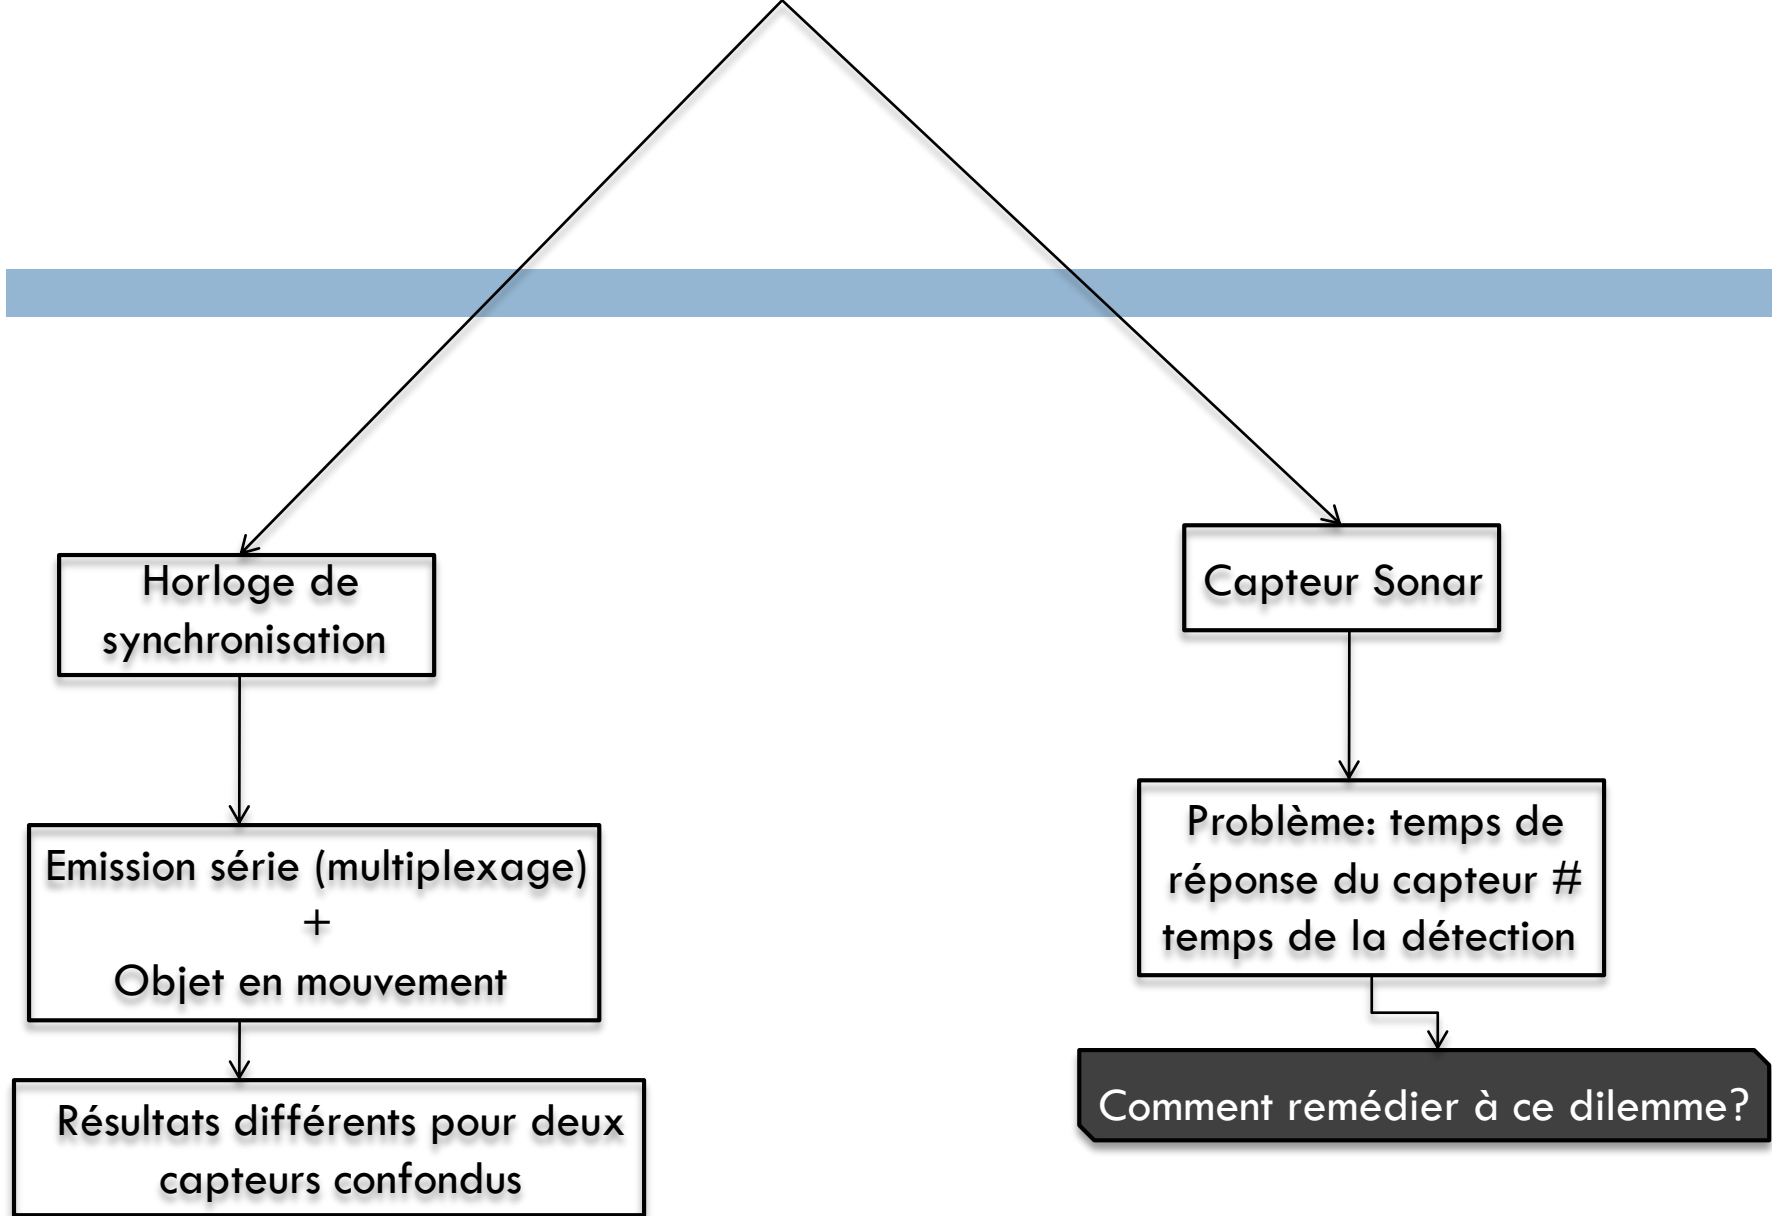 Horloge de
synchronisation
Emission série (multiplexage)
+
Objet en mouvement
Résultats différents pour deux
capteurs confondus
Capteur Sonar
Problème: temps de
réponse du capteur #
temps de la détection
Comment remédier à ce dilemme?